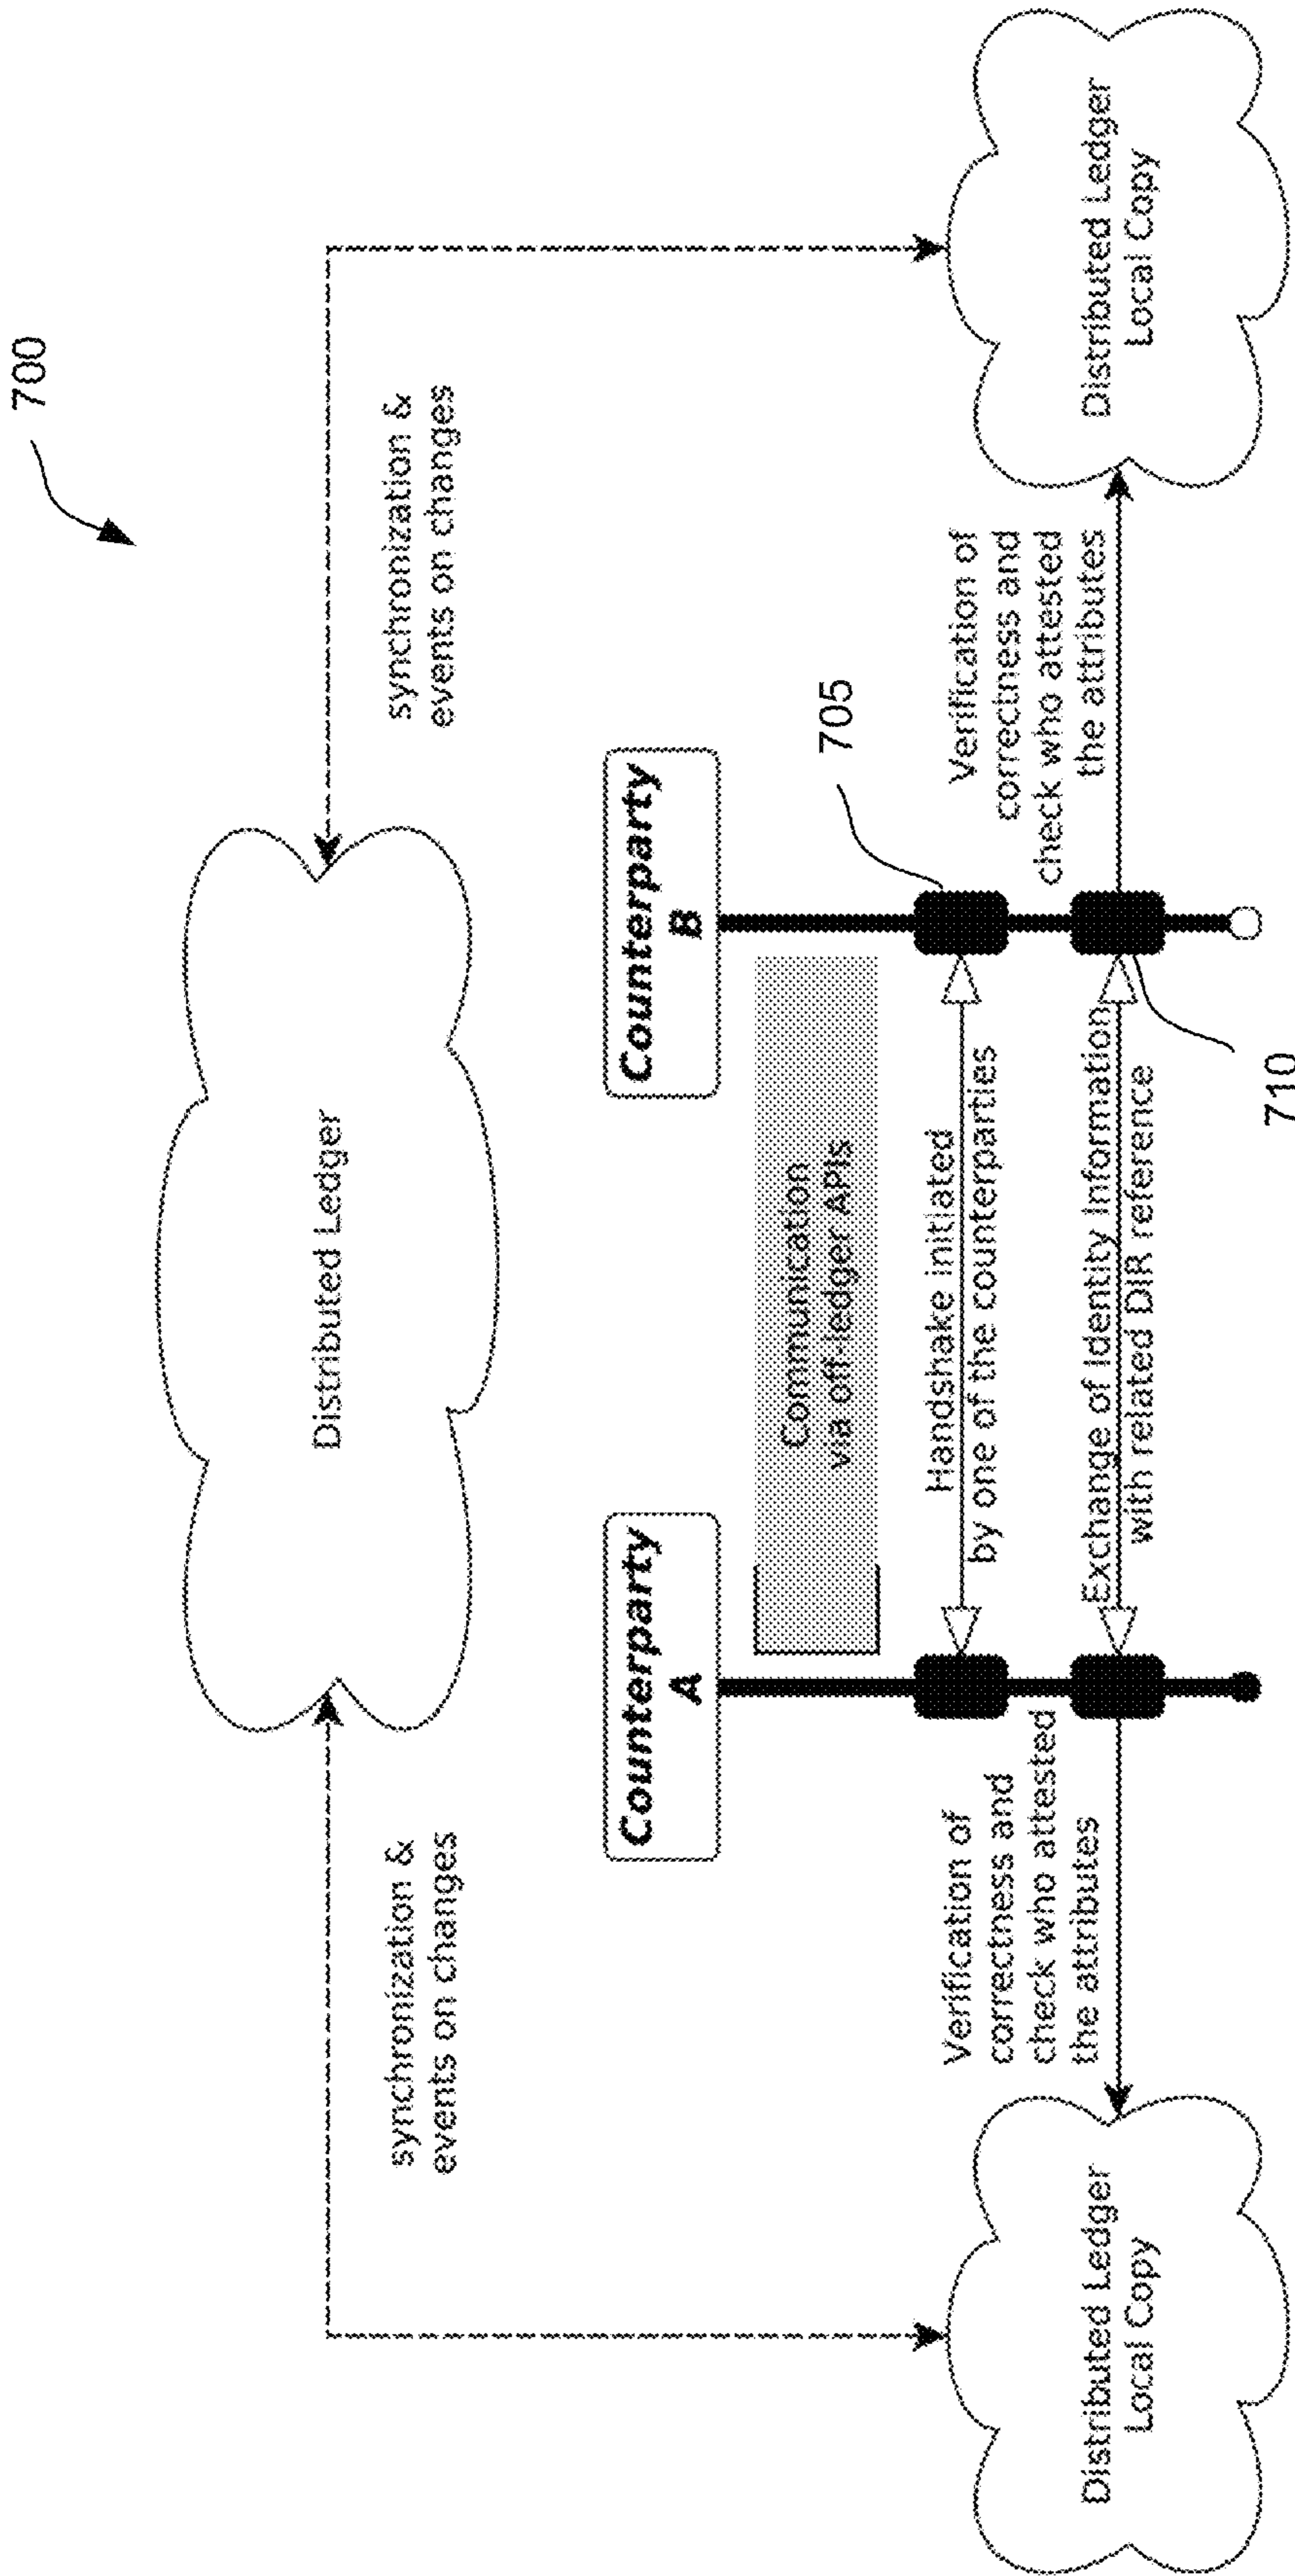 700
Distributed Ledger
synchronization &
events on changes
synchronization &
events on changes
Counterparty
A
Counterparty
B
Communication
via off-ledger APIs
705
Handshake initiated
by one of the counterparties
Exchange of Identity Information
with related DIR reference
710
Verification of
correctness and
check who attested
the attributes
Verification of
correctness and
check who attested
the attributes
Distributed Ledger
Local Copy
Distributed Ledger
Local Copy